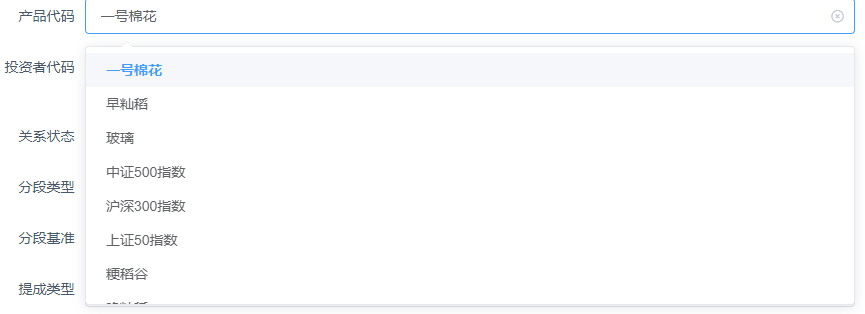 产品代码 一号棉花
一号棉花
投资者代码
早籼稻
关系状态
玻璃
中证500指数
分段类型
沪深300指数
分段基准
上证50指数
粳稻谷
提成类型